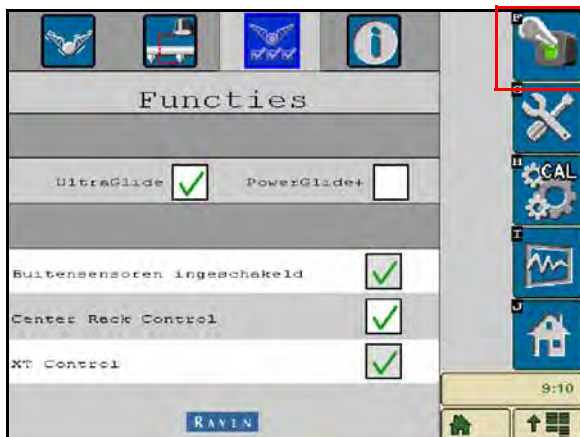 Functies
UltraGlide PowerGlide+
Buitensensoren ingeschakeld
Center Rack Control
XT Control
RAVEN
F
G
H
CAL
I
J
9:10